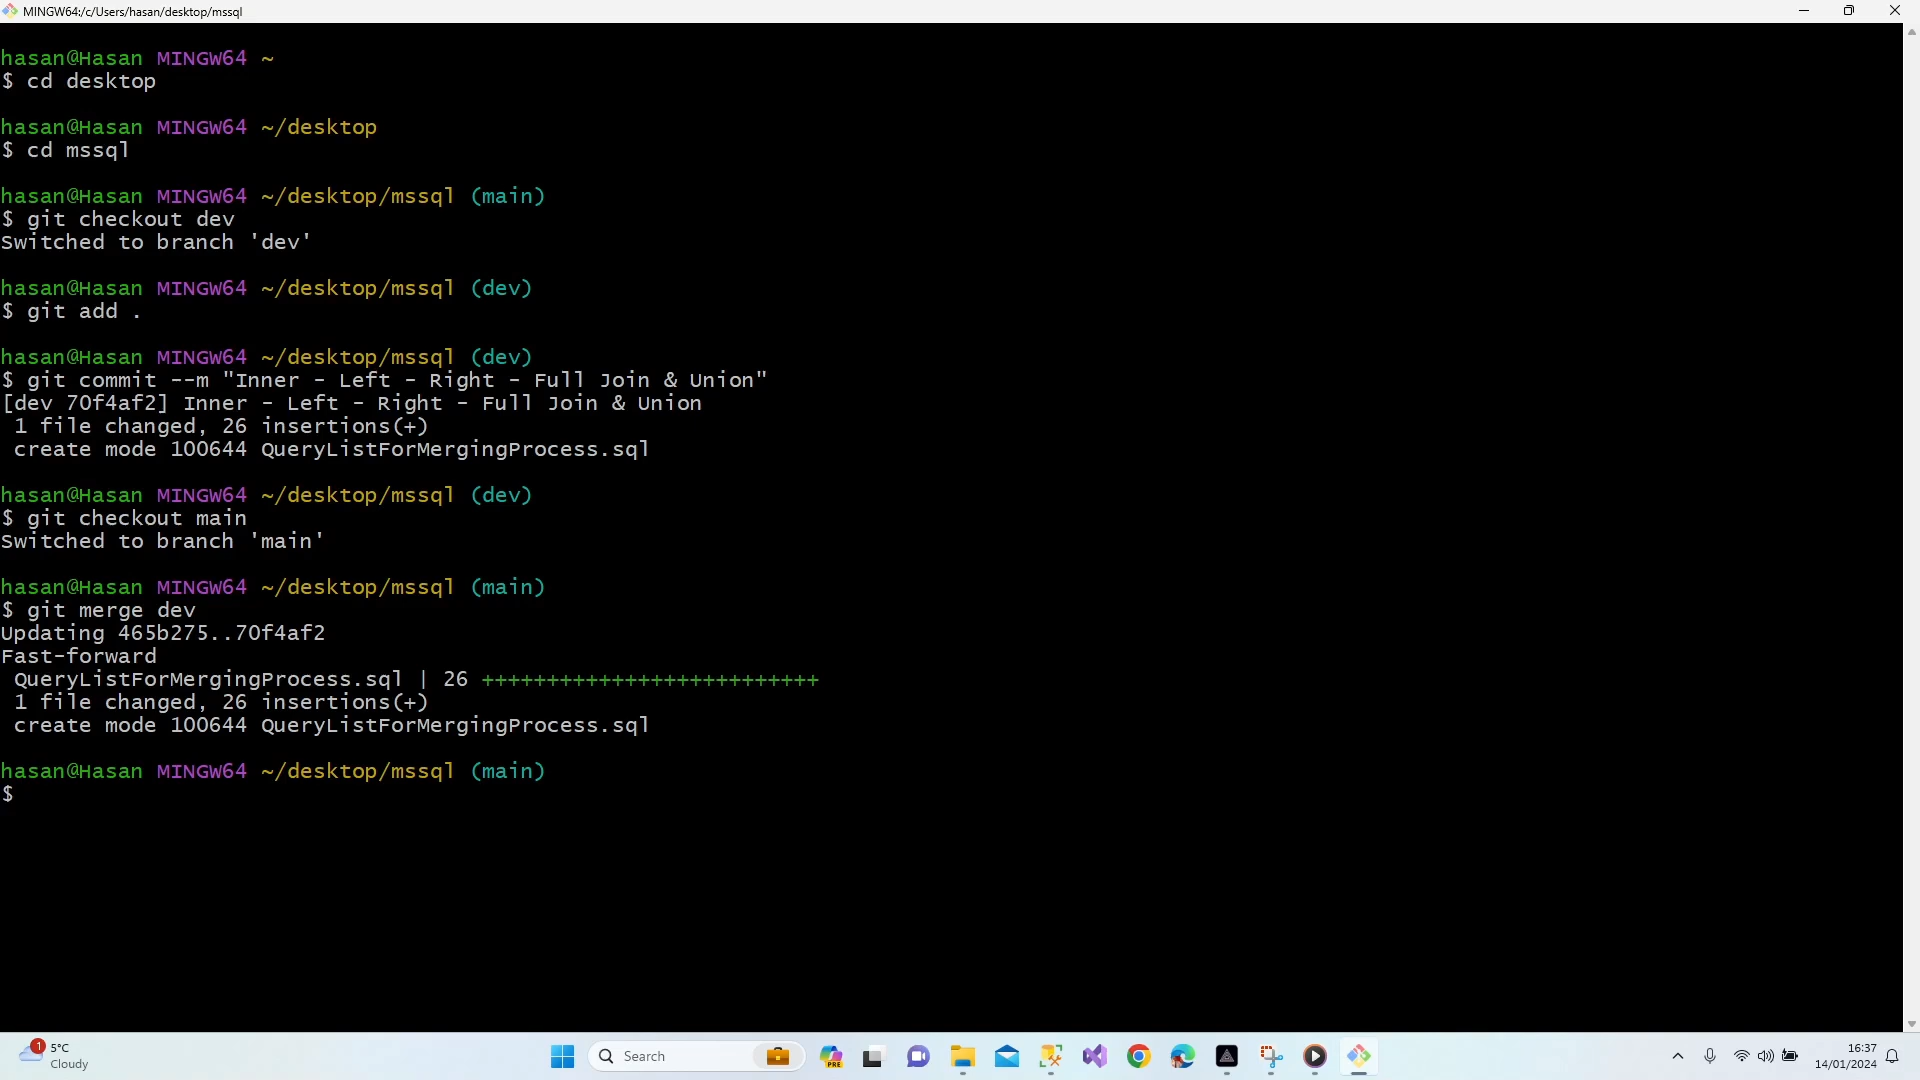 MINGW64:/c/Users/hasan/desktop/mssql
hasan@Hasan MINGW64 ~
$ cd desktop
hasan@Hasan MINGW64 ~/desktop
$ cd mssql
hasan@Hasan MINGW64 ~/desktop/mssql (main)
$ git checkout dev
Switched to branch 'dev'
hasan@Hasan MINGW64 ~/desktop/mssql (dev)
$ git add .
hasan@Hasan MINGW64 ~/desktop/mssql (dev)
$ git commit --m "Inner - Left - Right - Full Join & Union"
[dev 70f4af2] Inner - Left - Right - Full Join & Union
1 file changed, 26 insertions(+)
create mode 100644 QueryListForMergingProcess.sql
hasan@Hasan MINGW64 ~/desktop/mssql (dev)
$ git checkout main
Switched to branch 'main'
hasan@Hasan MINGW64 ~/desktop/mssql (main)
$ git merge dev
Updating 465b275..70f4af2
Fast-forward
QueryListForMergingProcess.sql | 26 ++++++++++++++++++++++++++
1 file changed, 26 insertions(+)
create mode 100644 QueryListForMergingProcess.sql
hasan@Hasan MINGW64 ~/desktop/mssql (main)
$
1
5°C
Cloudy
Search
PRE
16:37
14/01/2024